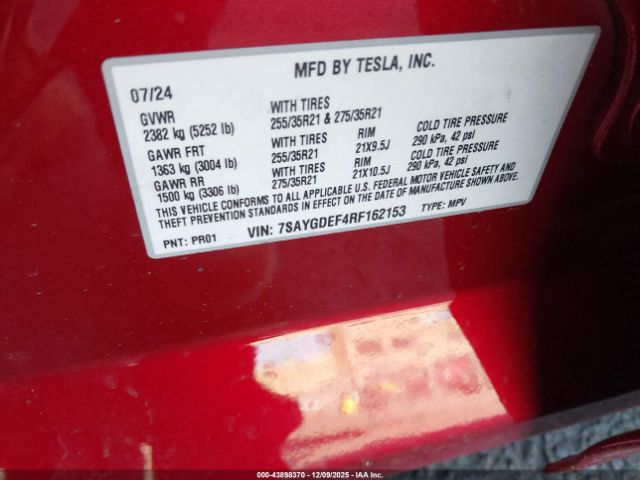 MFD BY TESLA, INC.
07/24
GVWR WITH TIRES
2382 kg (5252 lb) 255/35R21 & 275/35R21
GAWR FRT WITH TIRES RIM COLD TIRE PRESSURE
1363 kg (3004 lb) 255/35R21 21X9.5J 290 kPa, 42 psi
GAWR RR WITH TIRES RIM COLD TIRE PRESSURE
1500 kg (3306 lb) 275/35R21 21X10.5J 290 kPa, 42 psi
THIS VEHICLE CONFORMS TO ALL APPLICABLE U.S. FEDERAL MOTOR VEHICLE SAFETY AND
THEFT PREVENTION STANDARDS IN EFFECT ON THE DATE OF MANUFACTURE SHOWN ABOVE.
PNT: PR01 VIN: 7SAYGDEF4RF162153 TYPE: MPV
000-43898370 - 12/09/2025 - IAAI.COM